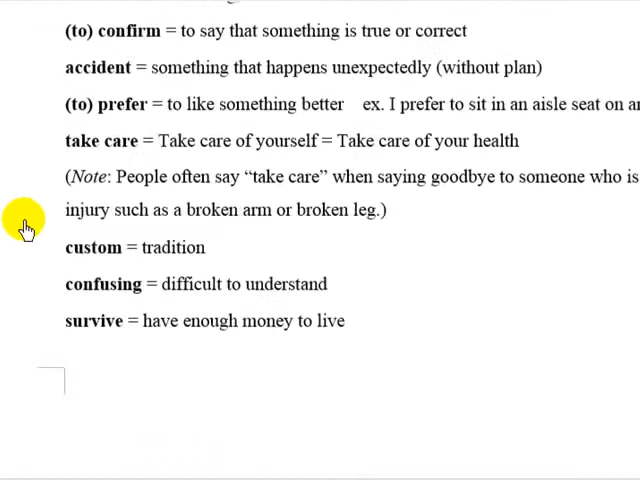 (to) confirm = to say that something is true or correct
accident = something that happens unexpectedly (without plan)
(to) prefer = to like something better ex. I prefer to sit in an aisle seat on
take care = Take care of yourself = Take care of your health
(Note: People often say “take care” when saying goodbye to someone who is
injury such as a broken arm or broken leg.)
custom = tradition
confusing = difficult to understand
survive = have enough money to live